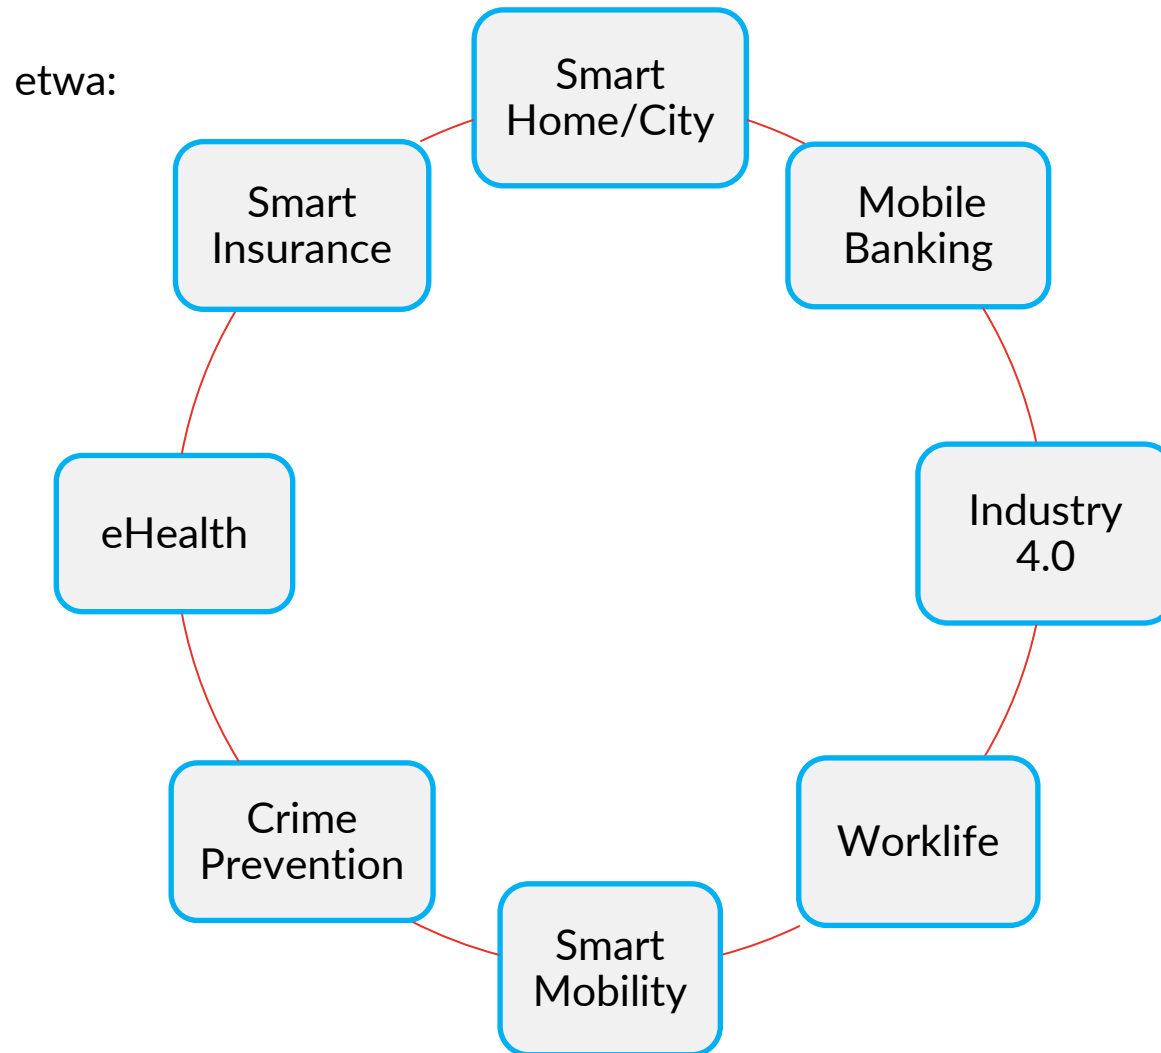 etwa:
Smart
Home/City
Mobile
Banking
Industry
4.0
Worklife
Smart
Mobility
Crime
Prevention
eHealth
Smart
Insurance